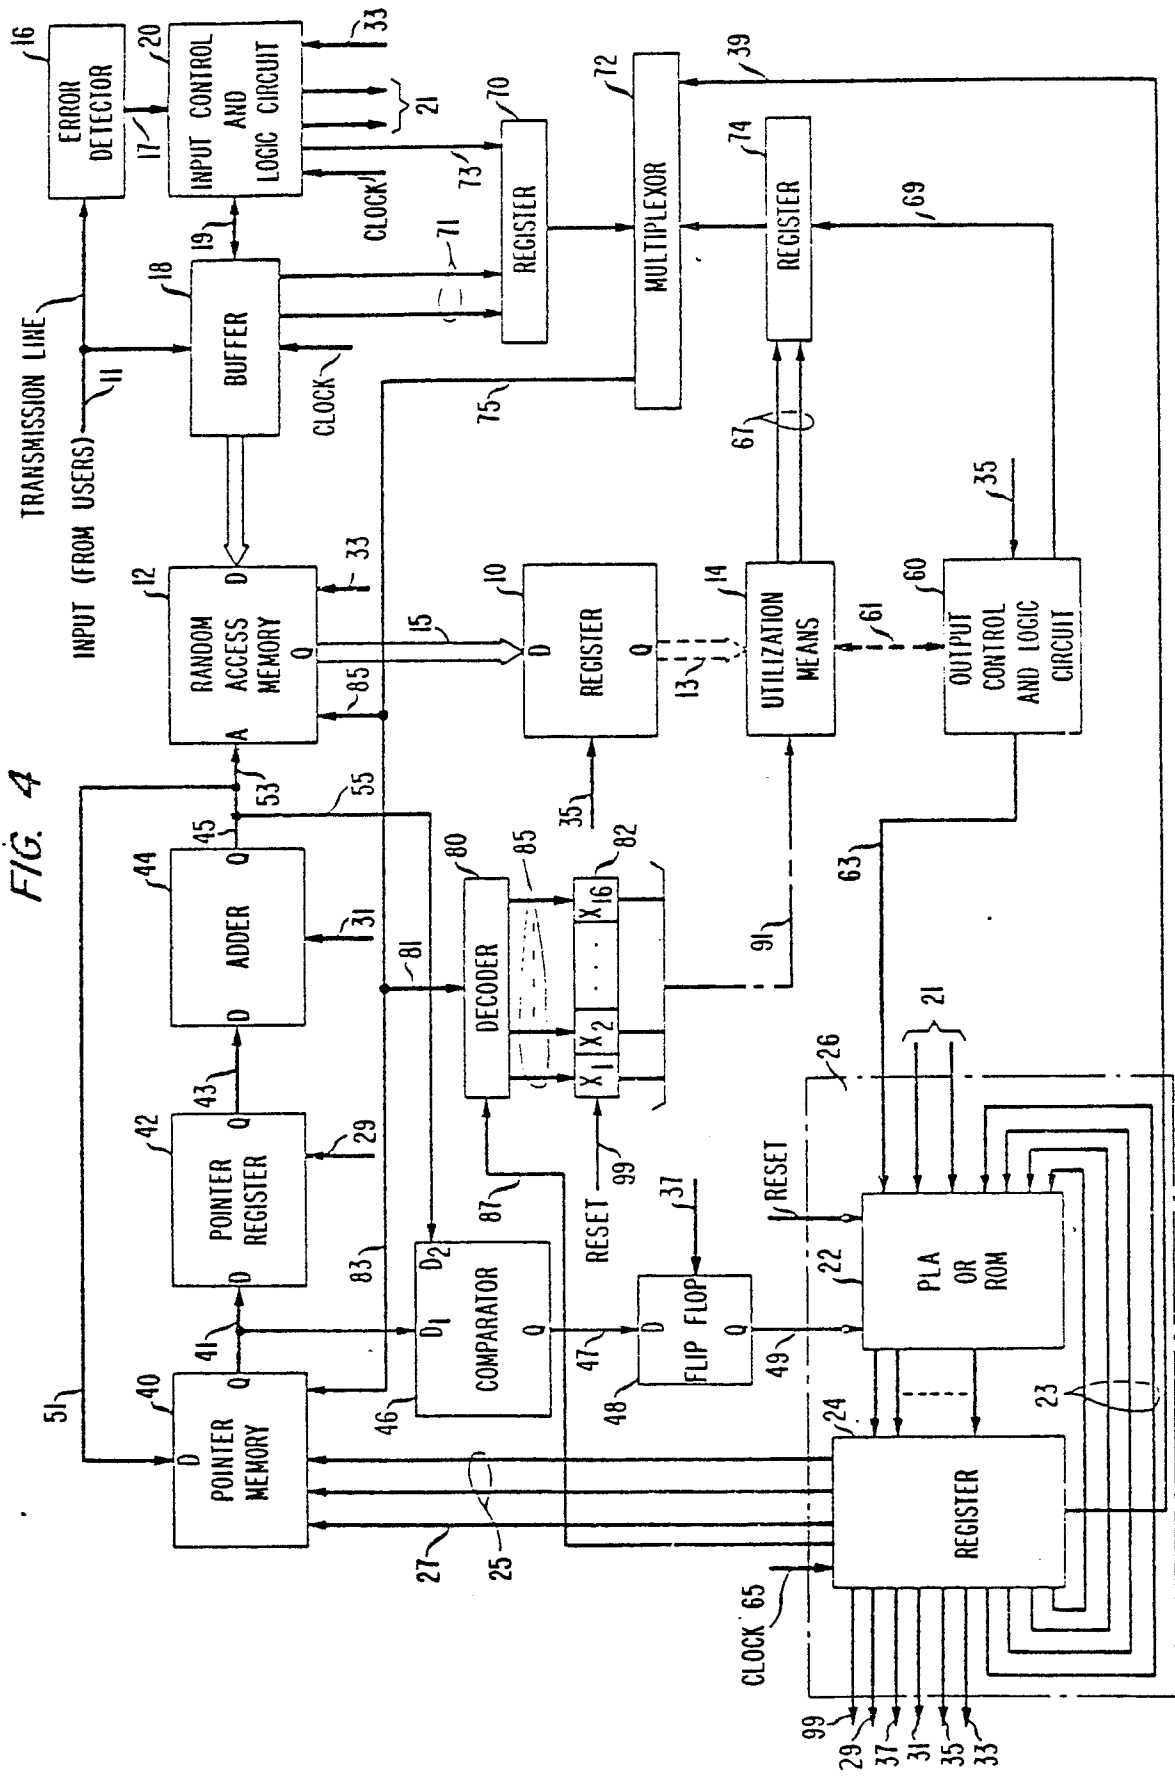 FIG. 4
TRANSMISSION LINE
INPUT (FROM USERS)
11
16
ERROR
DETECTOR
17
20
INPUT CONTROL
AND
LOGIC CIRCUIT
33
21
73
CLOCK'
19
18
BUFFER
CLOCK
71
70
REGISTER
72
MULTIPLEXOR
39
75
74
REGISTER
69
67
12
RANDOM
ACCESS
MEMORY
A
D
Q
33
85
15
53
10
REGISTER
D
Q
35
13
14
UTILIZATION
MEANS
61
60
OUTPUT
CONTROL
AND LOGIC
CIRCUIT
35
63
51
45
55
44
ADDER
D
Q
31
43
42
POINTER
REGISTER
D
Q
29
41
40
POINTER
MEMORY
D
Q
83
81
80
DECODER
85
82
X1
X2
. . .
X16
91
87
99
RESET
46
COMPARATOR
D1
D2
Q
47
48
FLIP FLOP
D
Q
37
49
RESET
22
PLA
OR
ROM
21
26
23
24
REGISTER
27
25
CLOCK 65
99
29
37
31
35
33